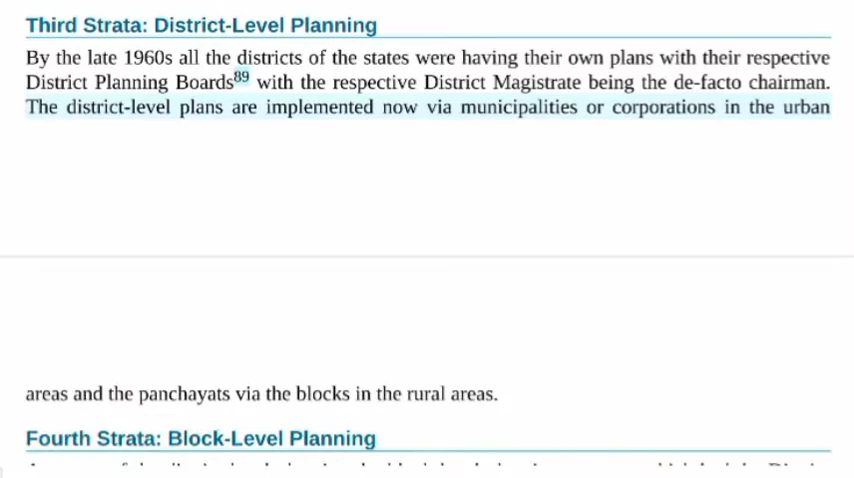 Third Strata: District-Level Planning
By the late 1960s all the districts of the states were having their own plans with their respective
District Planning Boards89 with the respective District Magistrate being the de-facto chairman.
The district-level plans are implemented now via municipalities or corporations in the urban
areas and the panchayats via the blocks in the rural areas.
Fourth Strata: Block-Level Planning